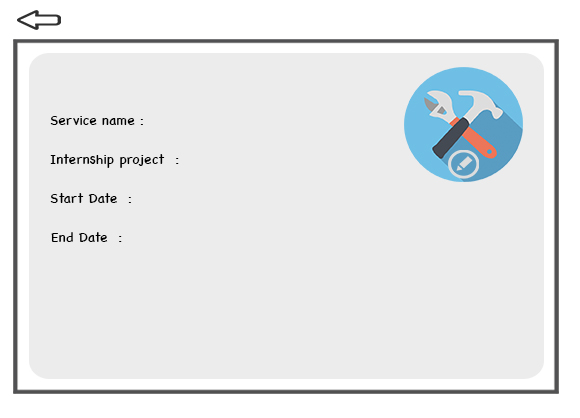 Service name :
Internship project :
Start Date :
End Date :